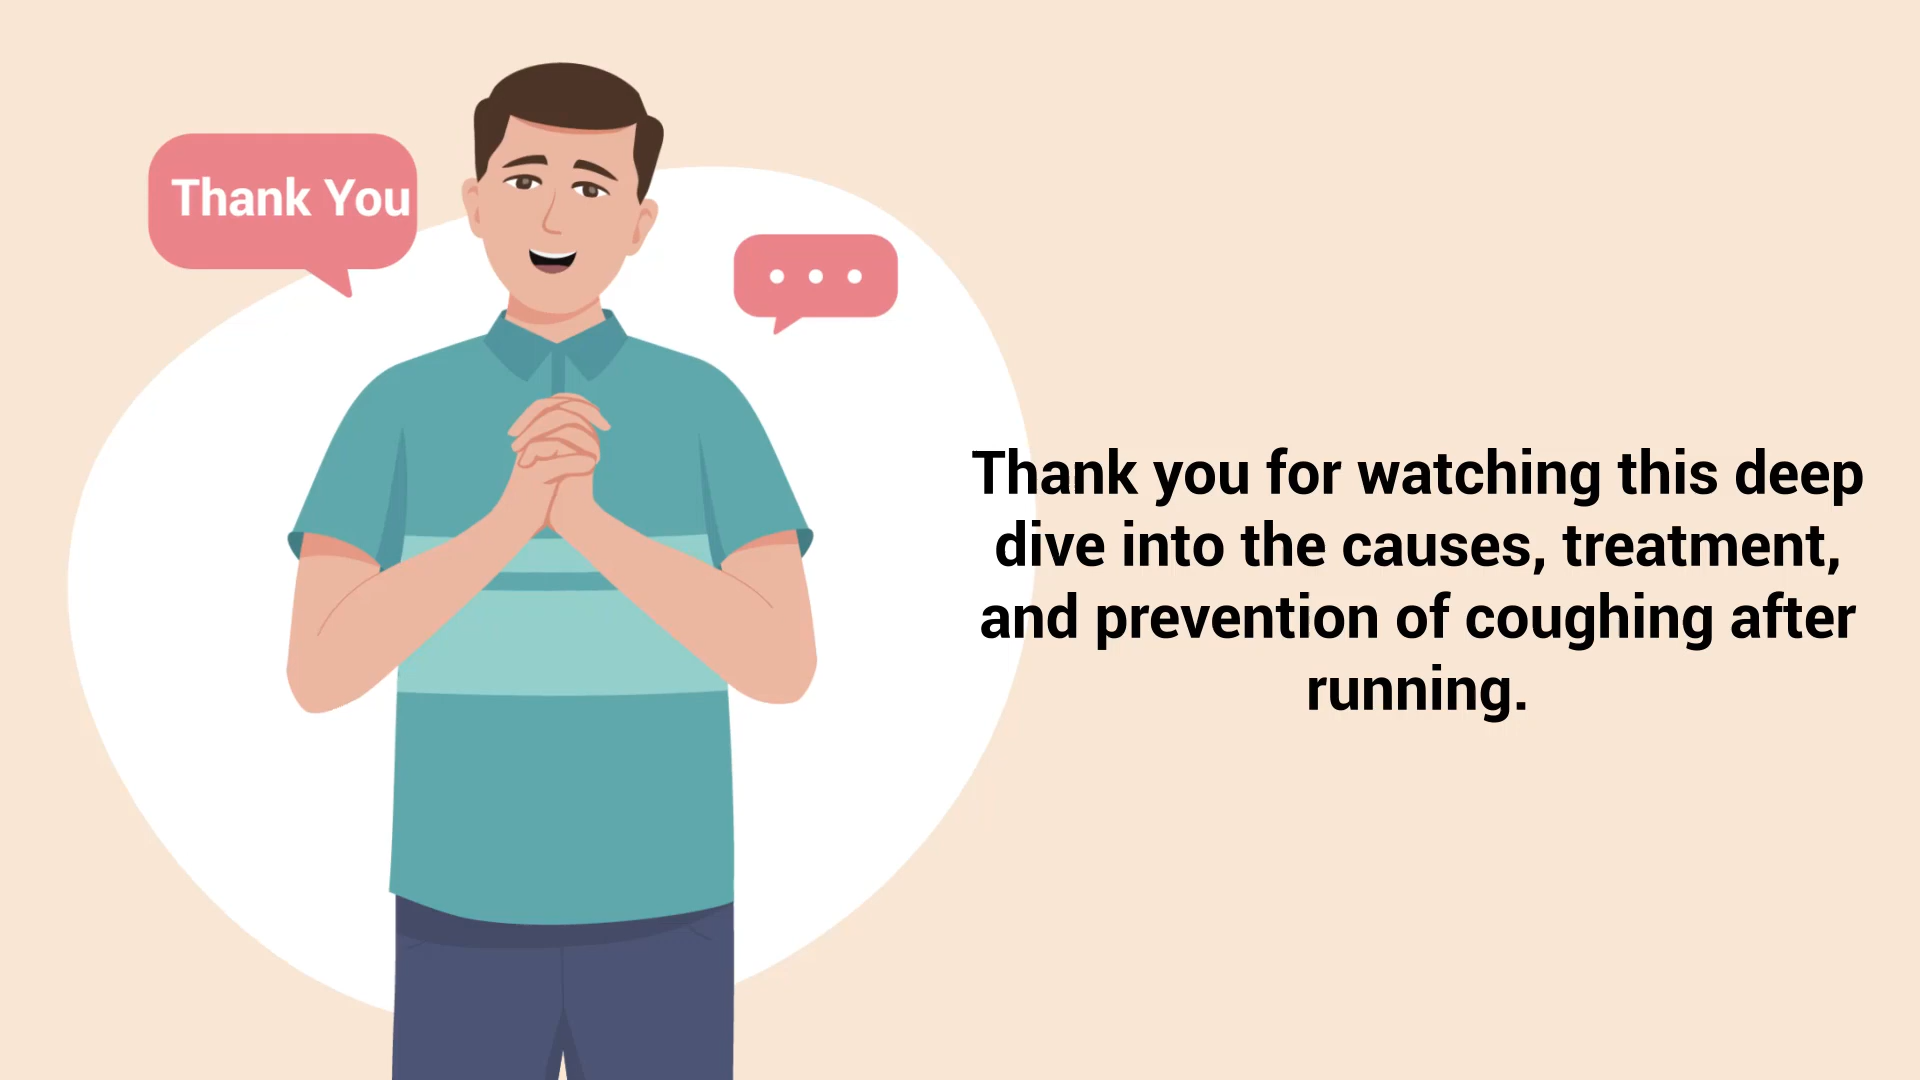 Thank You
Thank you for watching this deep
dive into the causes, treatment,
and prevention of coughing after
running.